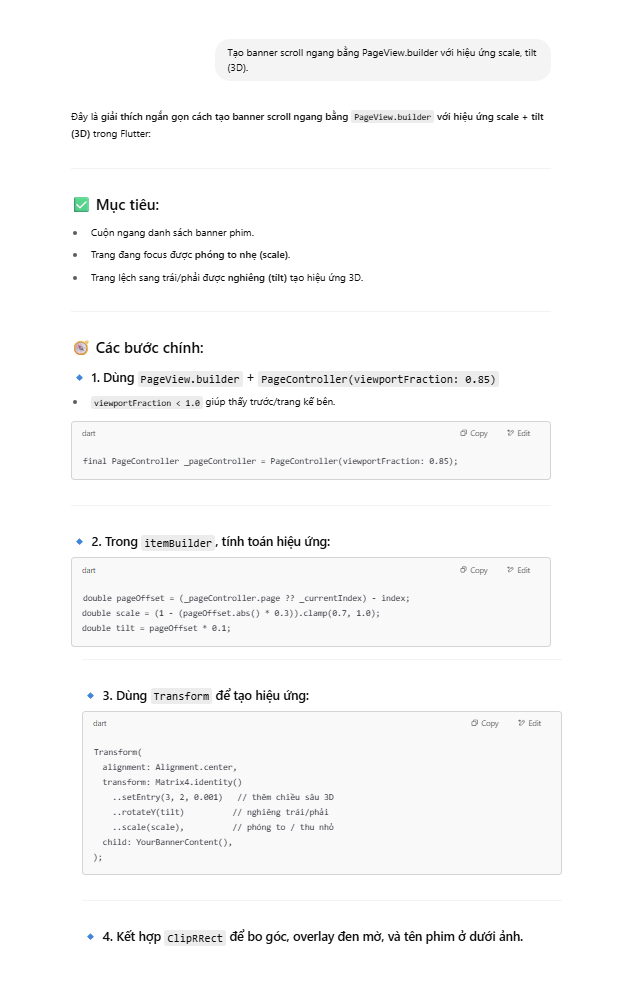 Tạo banner scroll ngang bằng PageView.builder với hiệu ứng scale, tilt
(3D).
Đây là giải thích ngắn gọn cách tạo banner scroll ngang bằng PageView.builder với hiệu ứng scale + tilt
(3D) trong Flutter:
✅ Mục tiêu:
• Cuộn ngang danh sách banner phim.
• Trang đang focus được phóng to nhẹ (scale).
• Trang lệch sang trái/phải được nghiêng (tilt) tạo hiệu ứng 3D.
🧭 Các bước chính:
🔹 1. Dùng PageView.builder + PageController(viewportFraction: 0.85)
• viewportFraction < 1.0 giúp thấy trước/trang kế bên.
dart Copy Edit
final PageController _pageController = PageController(viewportFraction: 0.85);
🔹 2. Trong itemBuilder, tính toán hiệu ứng:
dart Copy Edit
double pageOffset = (_pageController.page ?? _currentIndex) - index;
double scale = (1 - (pageOffset.abs() * 0.3)).clamp(0.7, 1.0);
double tilt = pageOffset * 0.1;
🔹 3. Dùng Transform để tạo hiệu ứng:
dart Copy Edit
Transform(
  alignment: Alignment.center,
  transform: Matrix4.identity()
    ..setEntry(3, 2, 0.001)   // thêm chiều sâu 3D
    ..rotateY(tilt)         // nghiêng trái/phải
    ..scale(scale),         // phóng to / thu nhỏ
  child: YourBannerContent(),
);
🔹 4. Kết hợp ClipRRect để bo góc, overlay đen mờ, và tên phim ở dưới ảnh.